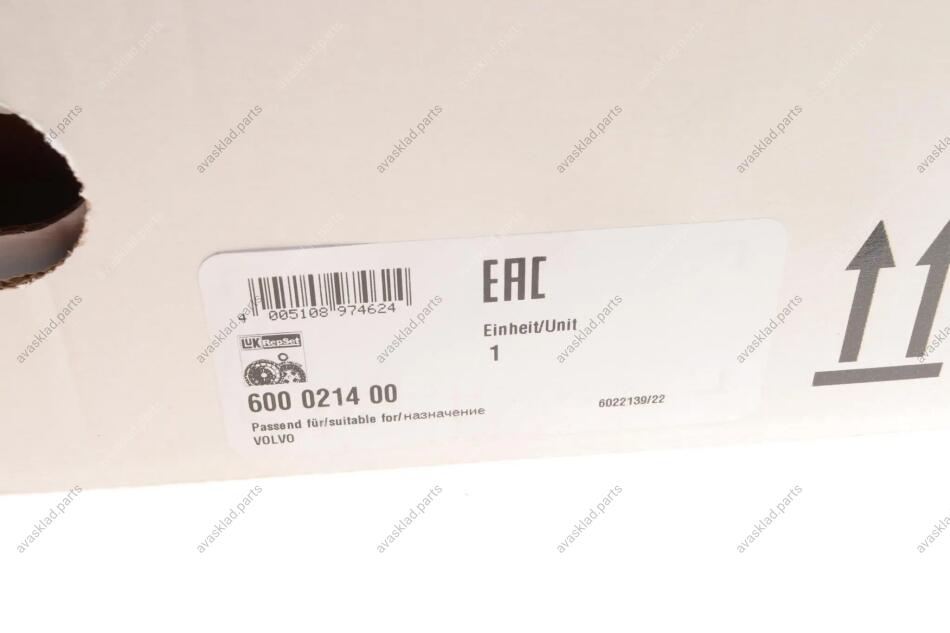 4 005108 974624
EAC
Einheit/Unit
1
LuK RepSet
600 0214 00
6022139/22
Passend für/suitable for/назначение
VOLVO
avasklad.parts